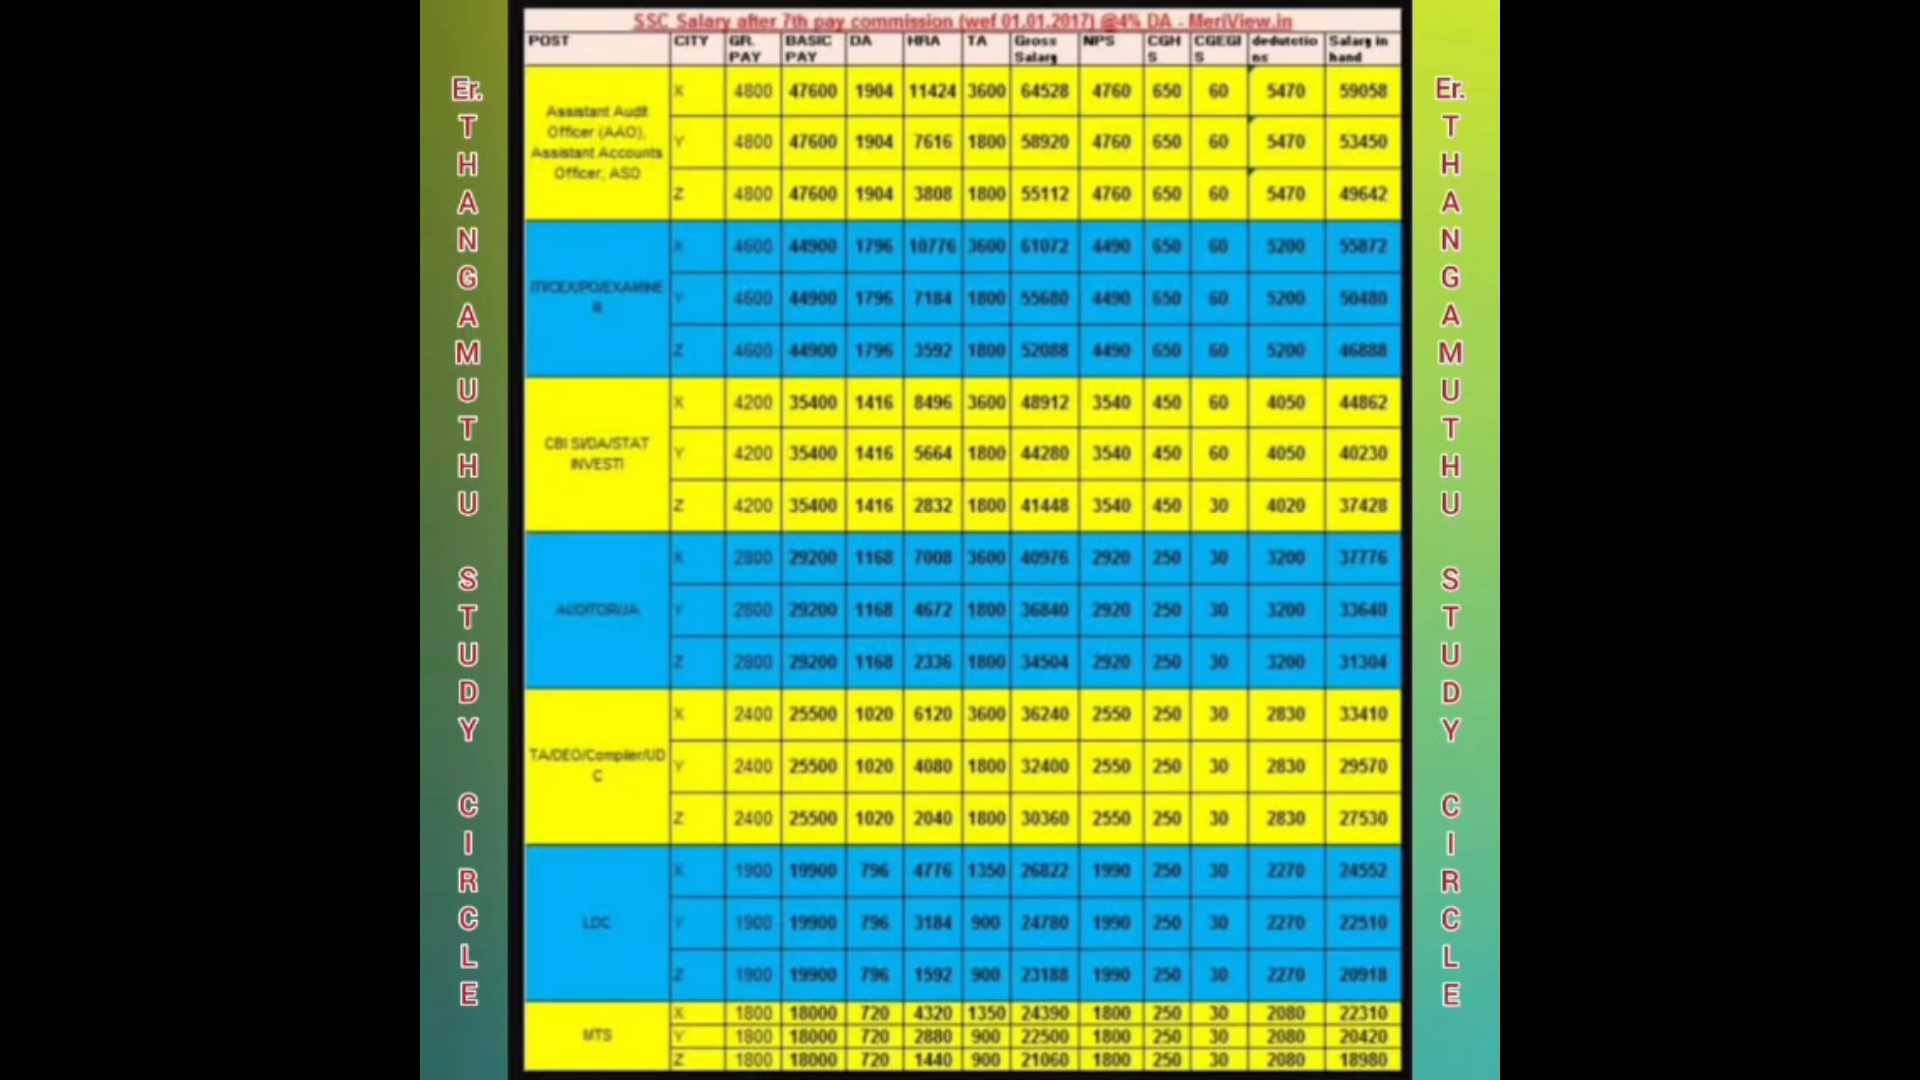 SSC Salary after 7th pay commission (wef 01.01.2017) @4% DA - MeriView.in
POST CITY GR. PAY BASIC PAY DA HRA TA Gross Salary NPS CGHS CGEGIS dedutctions Salary in hand
Assistant Audit Officer (AAO), Assistant Accounts Officer, ASO
X 4800 47600 1904 11424 3600 64528 4760 650 60 5470 59058
Y 4800 47600 1904 7616 1800 58920 4760 650 60 5470 53450
Z 4800 47600 1904 3808 1800 55112 4760 650 60 5470 49642
ITI/CEX/PO/EXAMINER
X 4600 44900 1796 10776 3600 61072 4490 650 60 5200 55872
Y 4600 44900 1796 7184 1800 55680 4490 650 60 5200 50480
Z 4600 44900 1796 3592 1800 52088 4490 650 60 5200 46888
CBI SI/DA/STAT INVESTI
X 4200 35400 1416 8496 3600 48912 3540 450 60 4050 44862
Y 4200 35400 1416 5664 1800 44280 3540 450 60 4050 40230
Z 4200 35400 1416 2832 1800 41448 3540 450 30 4020 37428
AUDITOR/JA
X 2800 29200 1168 7008 3600 40976 2920 250 30 3200 37776
Y 2800 29200 1168 4672 1800 36840 2920 250 30 3200 33640
Z 2800 29200 1168 2336 1800 34504 2920 250 30 3200 31304
TA/DEO/Compiler/UDC
X 2400 25500 1020 6120 3600 36240 2550 250 30 2830 33410
Y 2400 25500 1020 4080 1800 32400 2550 250 30 2830 29570
Z 2400 25500 1020 2040 1800 30360 2550 250 30 2830 27530
LDC
X 1900 19900 796 4776 1350 26822 1990 250 30 2270 24552
Y 1900 19900 796 3184 900 24780 1990 250 30 2270 22510
Z 1900 19900 796 1592 900 23188 1990 250 30 2270 20918
MTS
X 1800 18000 720 4320 1350 24390 1800 250 30 2080 22310
Y 1800 18000 720 2880 900 22500 1800 250 30 2080 20420
Z 1800 18000 720 1440 900 21060 1800 250 30 2080 18980
Er. THANGAMUTHU STUDY CIRCLE
Er. THANGAMUTHU STUDY CIRCLE